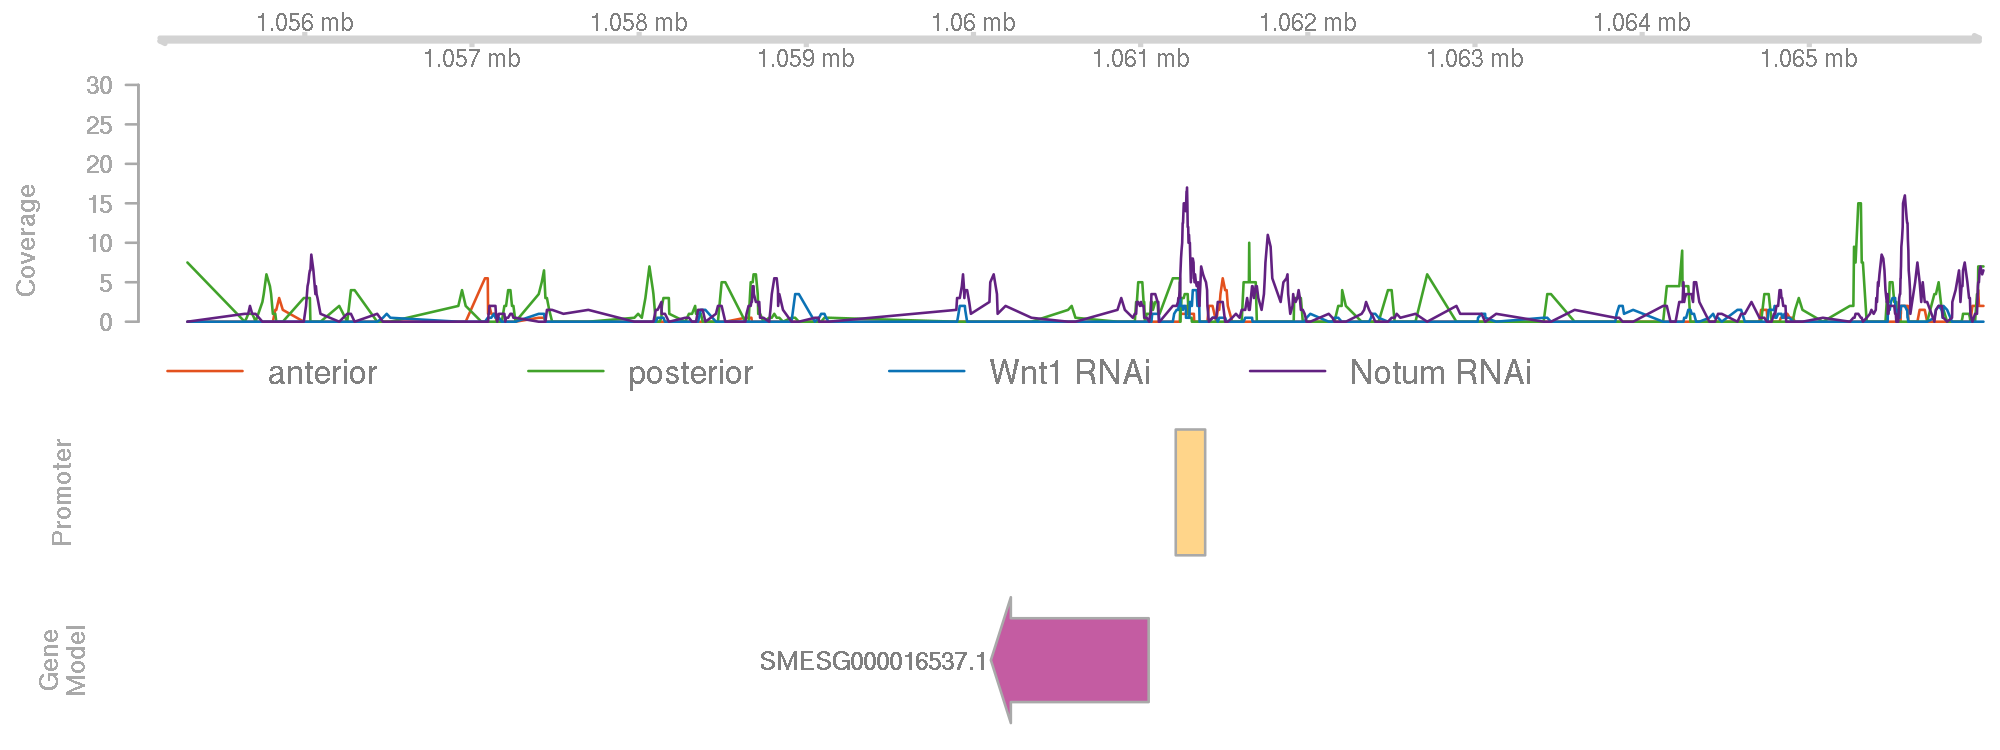 1.056 mb 1.058 mb 1.06 mb 1.062 mb 1.064 mb
1.057 mb 1.059 mb 1.061 mb 1.063 mb 1.065 mb
30
25
20
15
10
5
0
Coverage
anterior posterior Wnt1 RNAi Notum RNAi
Promoter
Gene
Model
SMESG000016537.1